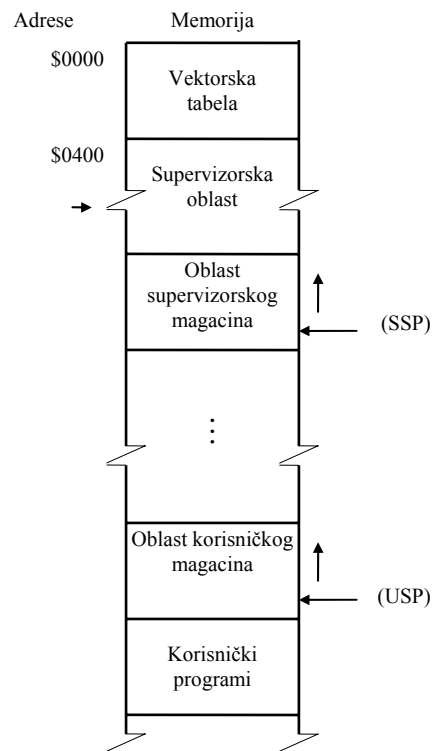 Adrese Memorija
$0000
Vektorska
tabela
$0400
Supervizorska
oblast
Oblast
supervizorskog
magacina
(SSP)
...
Oblast korisničkog
magacina
(USP)
Korisnički
programi